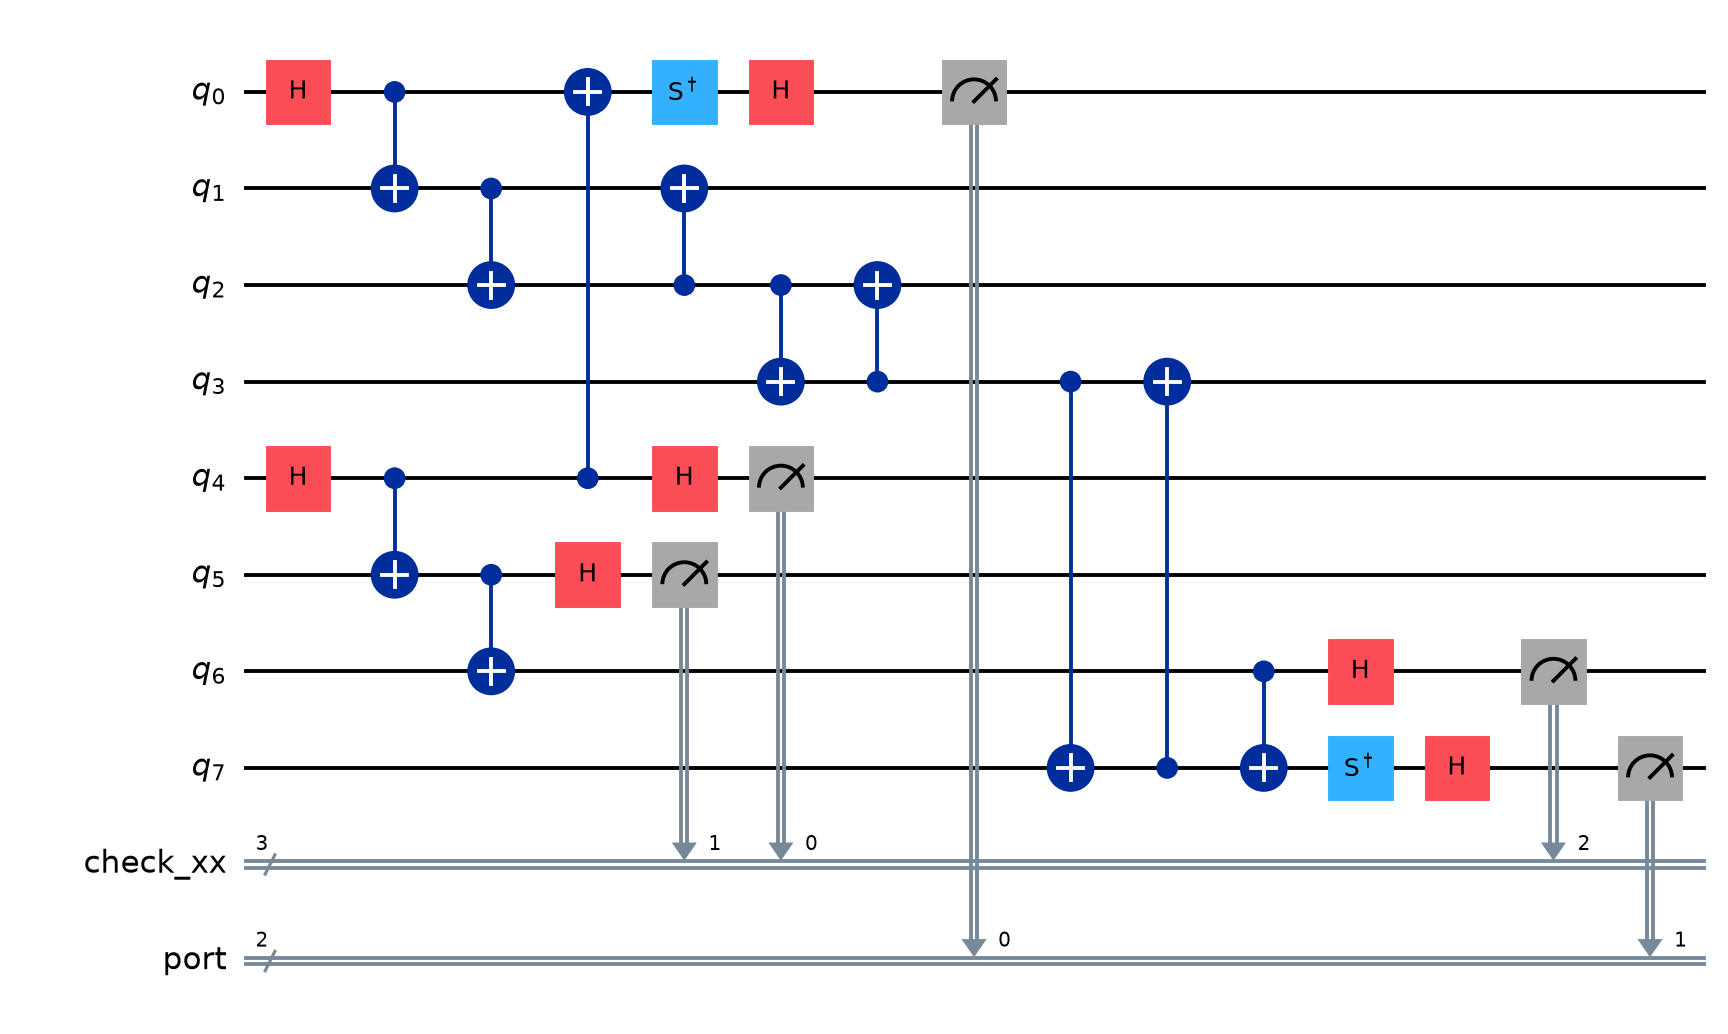 q0 H S† H
q1
q2
q3
q4 H H
q5 H
q6 H
q7 S† H
check_xx 3 1 0 2
port 2 0 1